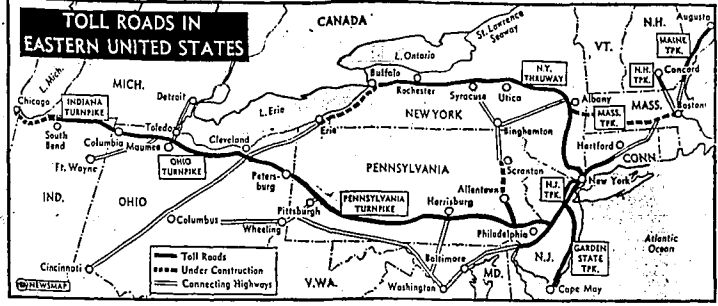 TOLL ROADS IN
EASTERN UNITED STATES
CANADA
St. Lawrence
Seaway
N.H.
Augusta
VT.
MAINE
TPK.
L. Mich.
MICH.
L. Ontario
N.Y.
THRUWAY
N.H.
TPK.
Concord
Buffalo
Rochester
Syracuse
Utica
Albany
MASS.
TPK.
MASS.
Boston
Chicago
INDIANA
TURNPIKE
Detroit
L. Erie
Erie
NEW YORK
Binghamton
Hartford
CONN.
South
Bend
Columbia
Maumee
Toledo
Cleveland
Scranton
Ft. Wayne
OHIO
TURNPIKE
Peters-
burg
PENNSYLVANIA
Allentown
N.J.
TPK.
New York
IND.
OHIO
Columbus
Pittsburgh
Wheeling
PENNSYLVANIA
TURNPIKE
Harrisburg
Philadelphia
Atlantic
Ocean
Toll Roads
Under Construction
Connecting Highways
Baltimore
N.J.
GARDEN
STATE
TPK.
Cincinnati
NEWSMAP
V.WA.
Washington
MD.
Cape May